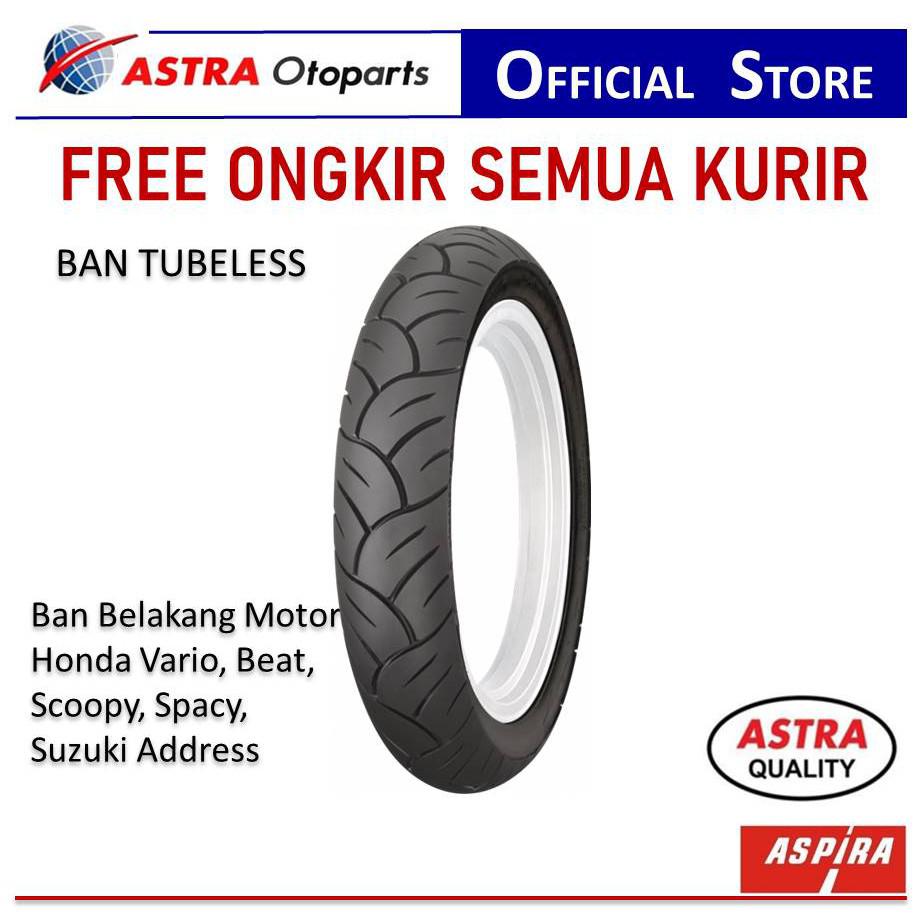 ASTRA Otoparts
OFFICIAL STORE
FREE ONGKIR SEMUA KURIR
BAN TUBELESS
Ban Belakang Motor
Honda Vario, Beat,
Scoopy, Spacy,
Suzuki Address
ASTRA
QUALITY
ASPIRA